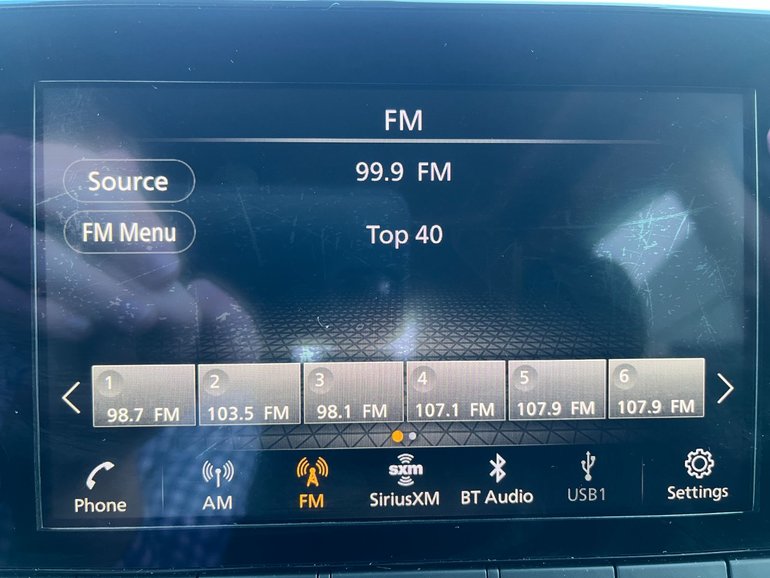 FM
Source
99.9 FM
FM Menu
Top 40
1 2 3 4 5 6
98.7 FM 103.5 FM 98.1 FM 107.1 FM 107.9 FM 107.9 FM
sxm
Phone AM FM SiriusXM BT Audio USB1 Settings